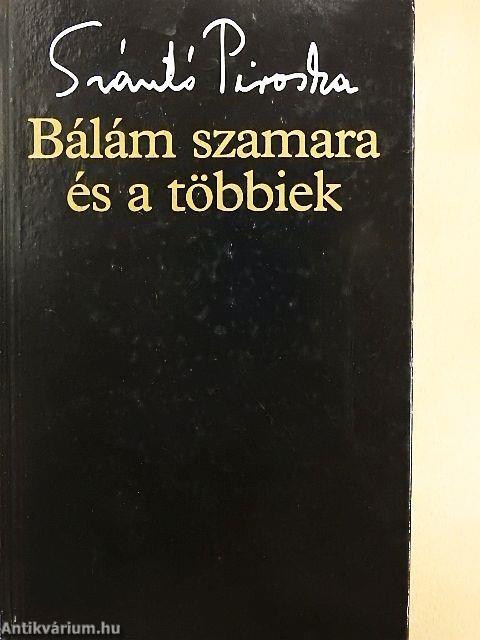 Szántó Piroska
Bálám szamara
és a többiek
Antikvárium.hu